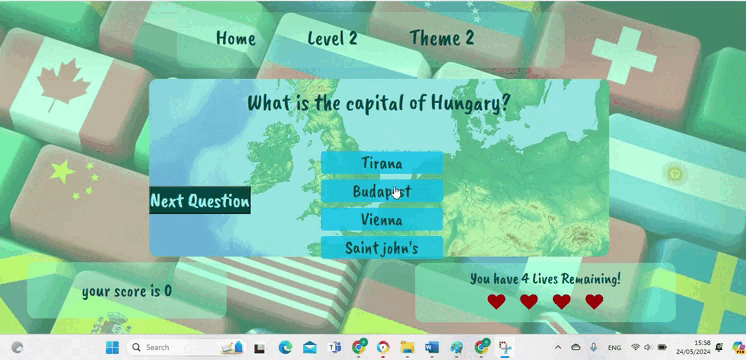 Home Level 2 Theme 2
What is the capital of Hungary?
Tirana
Budapest
Next Question
Vienna
Saint john's
your score is 0
You have 4 Lives Remaining!
Search
ENG
15:58
24/05/2024